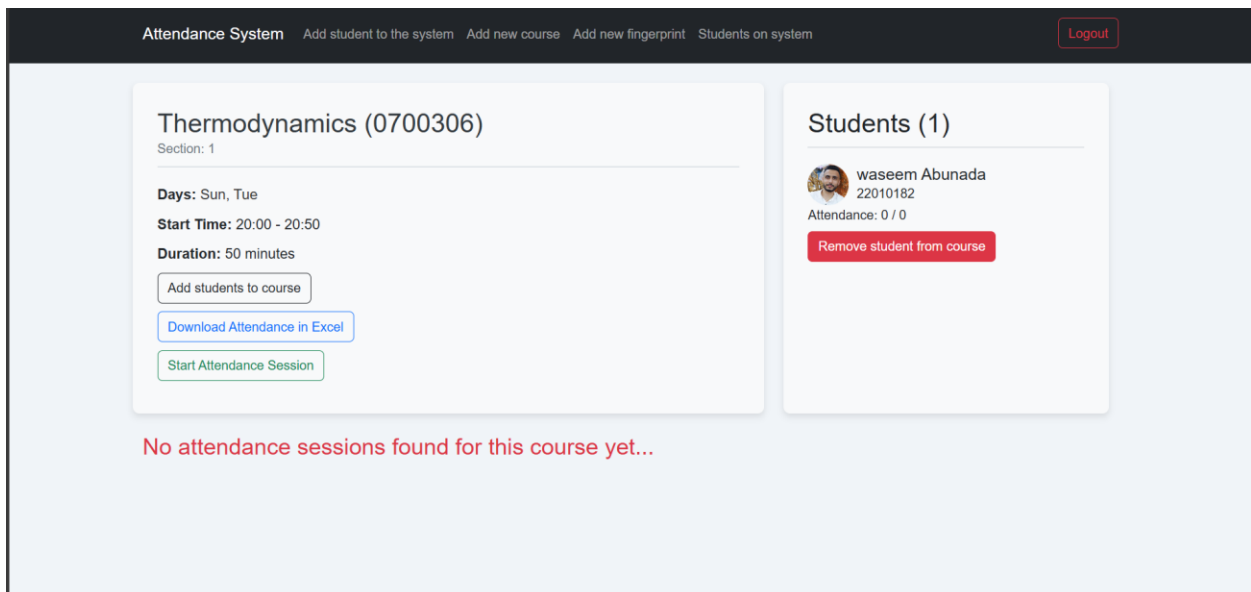 Attendance System Add student to the system Add new course Add new fingerprint Students on system Logout
Thermodynamics (0700306)
Section: 1
Days: Sun, Tue
Start Time: 20:00 - 20:50
Duration: 50 minutes
Add students to course
Download Attendance in Excel
Start Attendance Session
Students (1)
waseem Abunada
22010182
Attendance: 0 / 0
Remove student from course
No attendance sessions found for this course yet...